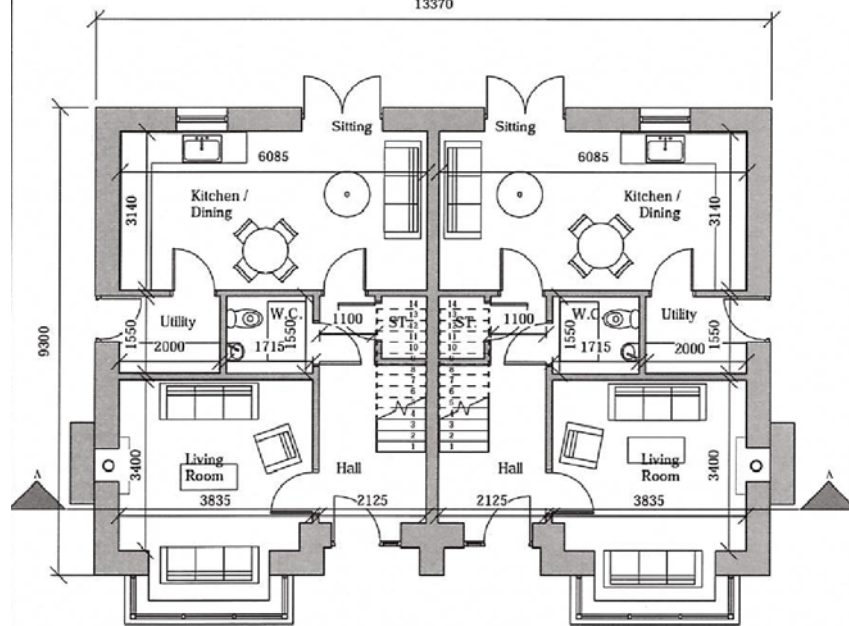 13370
Sitting
Sitting
6085
6085
Kitchen /
Dining
Kitchen /
Dining
3140
3140
9300
Utility
W.C.
1550
1550
2000
1715
1100
ST.
14
13
12
11
10
9
8
7
6
5
4
3
2
1
ST.
14
13
12
11
10
9
8
7
6
5
4
3
2
1
1100
W.C.
Utility
1550
1550
1715
2000
Living
Room
3400
3835
Hall
2125
Hall
2125
Living
Room
3400
3835
A
A